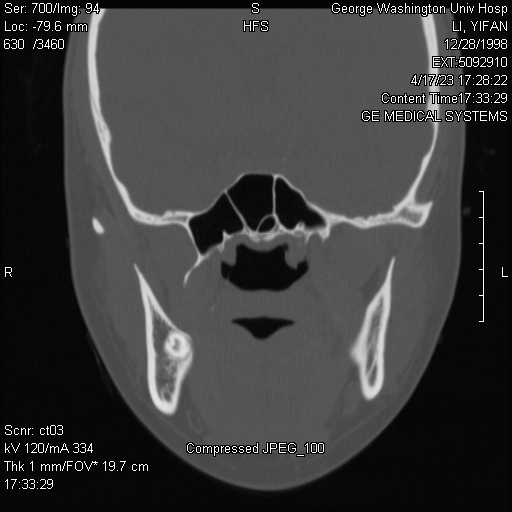 Ser: 700/Img: 94
Loc: -79.6 mm
630 /3460
S
HFS
George Washington Univ Hosp
LI, YIFAN
12/28/1998
EXT:5092910
4/17/23 17:28:22
Content Time17:33:29
GE MEDICAL SYSTEMS
R
L
Scnr: ct03
kV 120/mA 334
Thk 1 mm/FOV* 19.7 cm
17:33:29
Compressed JPEG_100